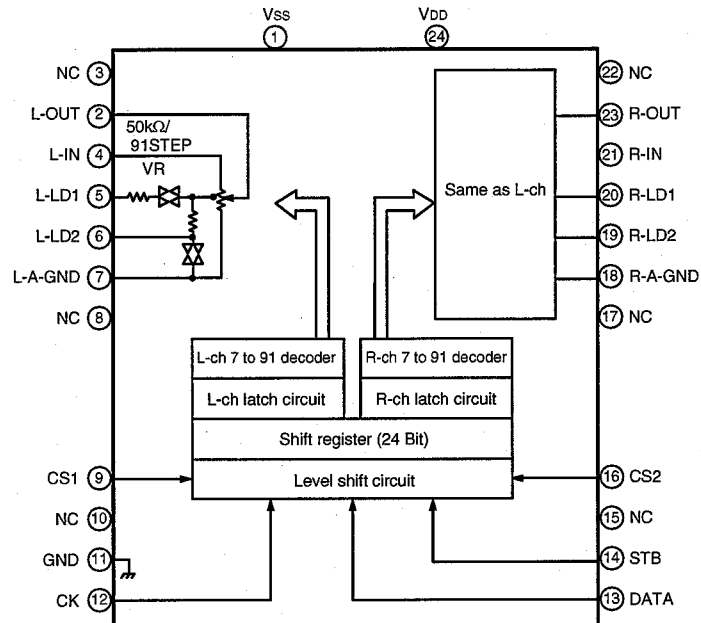 VSS VDD
1 24
NC 3 22 NC
L-OUT 2 23 R-OUT
50kΩ/
91STEP
VR
L-IN 4 21 R-IN
L-LD1 5 20 R-LD1
Same as L-ch
L-LD2 6 19 R-LD2
L-A-GND 7 18 R-A-GND
NC 8 17 NC
L-ch 7 to 91 decoder R-ch 7 to 91 decoder
L-ch latch circuit R-ch latch circuit
Shift register (24 Bit)
CS1 9 Level shift circuit 16 CS2
NC 10 15 NC
GND 11 14 STB
CK 12 13 DATA